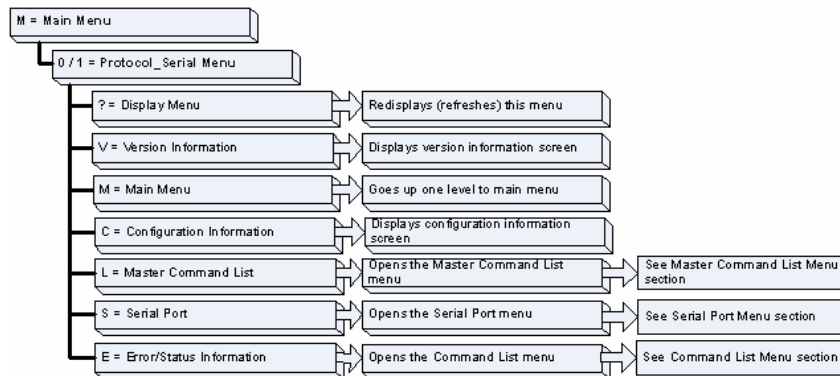 M = Main Menu
0 / 1 = Protocol_Serial Menu
? = Display Menu
Redisplays (refreshes) this menu
V = Version Information
Displays version information screen
M = Main Menu
Goes up one level to main menu
C = Configuration Information
Displays configuration information
screen
L = Master Command List
Opens the Master Command List
menu
See Master Command List Menu
section
S = Serial Port
Opens the Serial Port menu
See Serial Port Menu section
E = Error/Status Information
Opens the Command List menu
See Command List Menu section